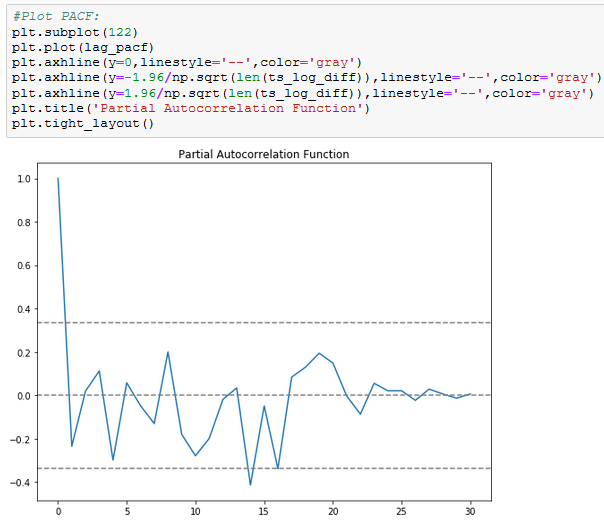 #Plot PACF:
plt.subplot(122)
plt.plot(lag_pacf)
plt.axhline(y=0,linestyle='--',color='gray')
plt.axhline(y=-1.96/np.sqrt(len(ts_log_diff)),linestyle='--',color='gray')
plt.axhline(y=1.96/np.sqrt(len(ts_log_diff)),linestyle='--',color='gray')
plt.title('Partial Autocorrelation Function')
plt.tight_layout()
Partial Autocorrelation Function
1.0
0.8
0.6
0.4
0.2
0.0
−0.2
−0.4
0 5 10 15 20 25 30